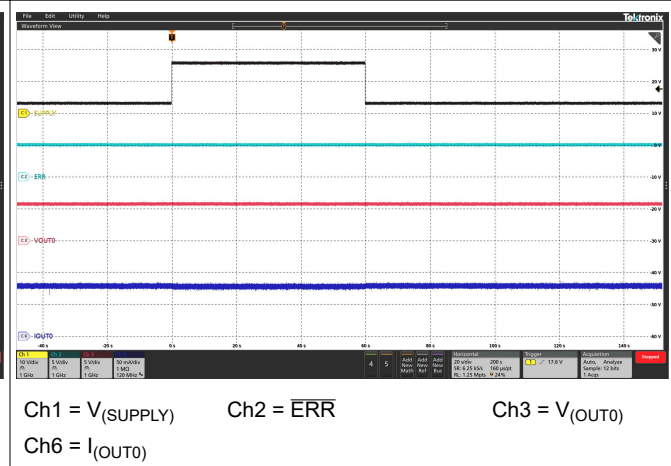 File Edit Utility Help
Tektronix
Waveform View
30 V
20 V
C1 SUPPLY
10 V
0 V
C2 ERR
-10 V
-20 V
C3 VOUT0
-30 V
-40 V
-50 V
IOUT0
-60 V
-40 s -20 s 0 s 20 s 40 s 60 s 80 s 100 s 120 s 140 s
Ch 1 Ch 2 Ch 3
10 V/div 5 V/div 5 V/div 50 mA/div
1 MΩ
1 GHz 1 GHz 1 GHz 120 MHz
4 5
Add New Math
Add New Ref
Add New Bus
Horizontal
20 s/div 200 s
SR: 6.25 kS/s 160 µs/pt
RL: 1.25 Mpts 24%
Trigger
1 17.6 V
Acquisition
Auto, Analyze
Sample: 12 bits
1 Acqs
Stopped
Ch1 = V(SUPPLY) Ch2 = ERR Ch3 = V(OUT0)
Ch6 = I(OUT0)